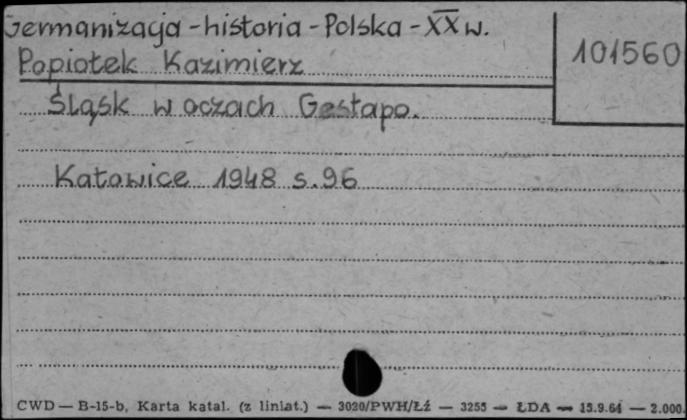 Germanizacja - historia - Polska - XX w.
101560
Popiołek Kazimierz
Śląsk w oczach Gestapo.
Katowice 1948 s. 96
CWD — B-15-b, Karta katal. (z liniat.) — 3020/PWH/Łź — 3255 — ŁDA — 15.9.64 — 2.000